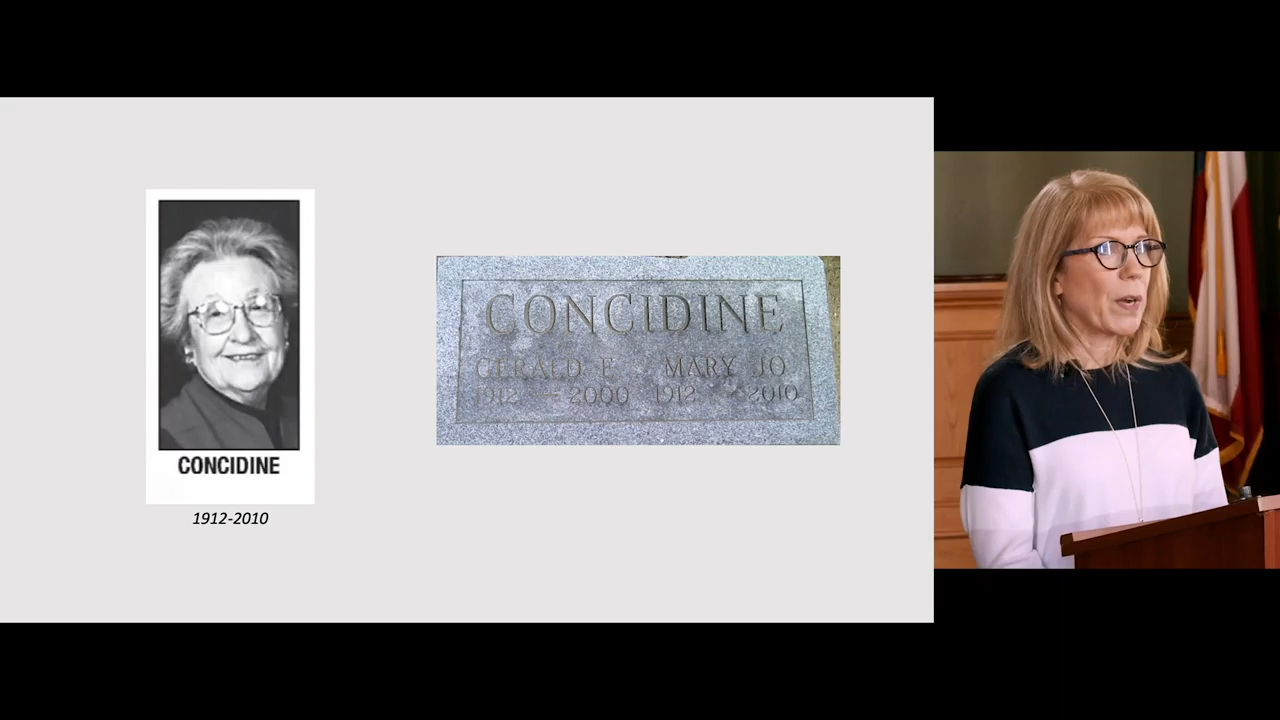 CONCIDINE
1912-2010
CONCIDINE
GERALD E. MARY JO
1912 — 2000 1912 — 2010